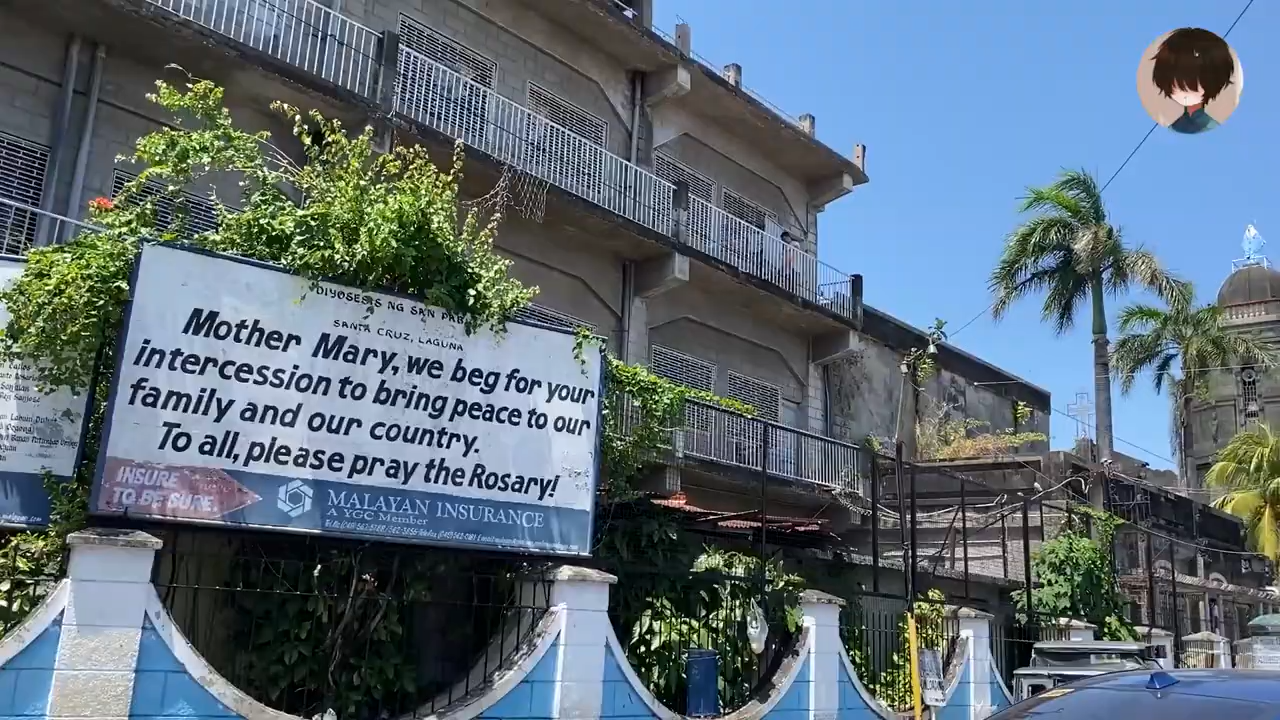 DIYOSESIS NG SAN PAB
SANTA CRUZ, LAGUNA
Mother Mary, we beg for your
intercession to bring peace to our
family and our country.
To all, please pray the Rosary!
INSURE
TO BE SURE.
MALAYAN INSURANCE
A YGC Member